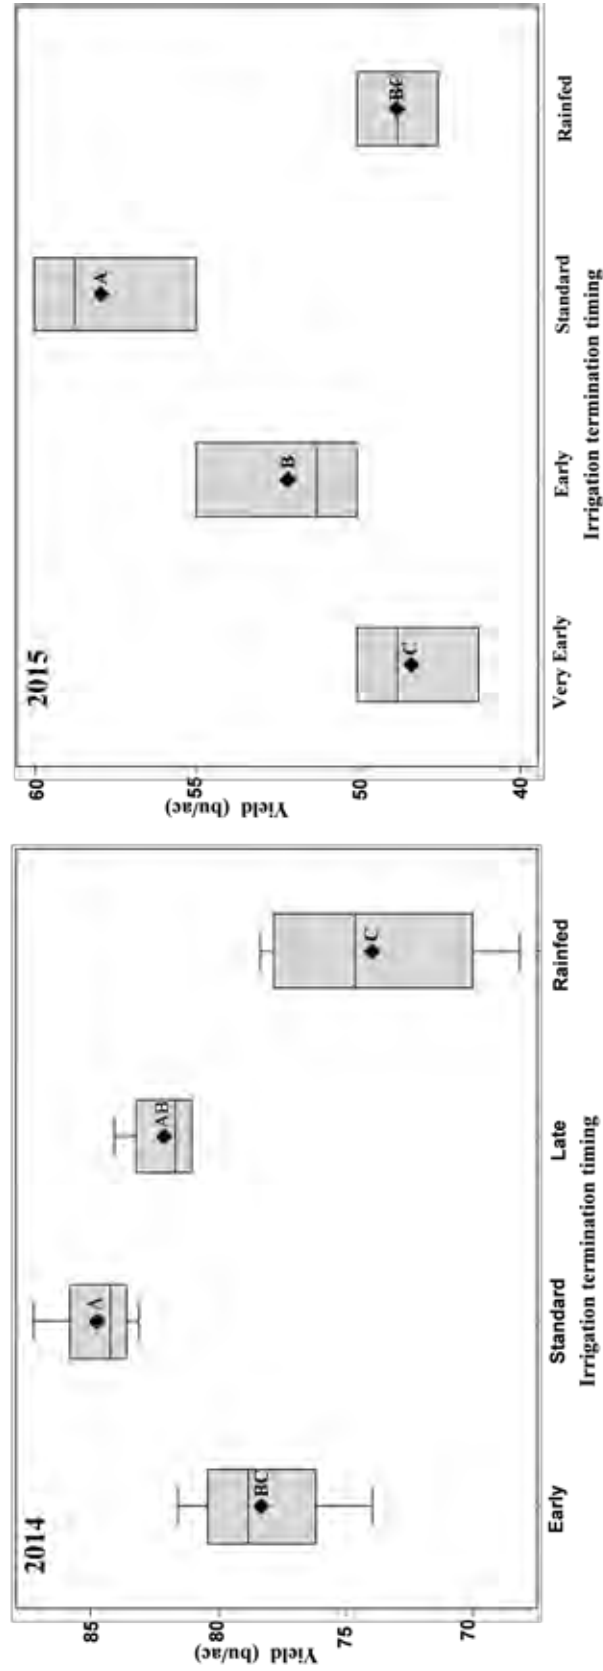 2014
85
80
75
70
Yield (bu/ac)
BC
A
AB
C
Early
Standard
Late
Rainfed
Irrigation termination timing
2015
60
55
50
40
Yield (bu/ac)
C
B
A
BC
Very Early
Early
Standard
Rainfed
Irrigation termination timing